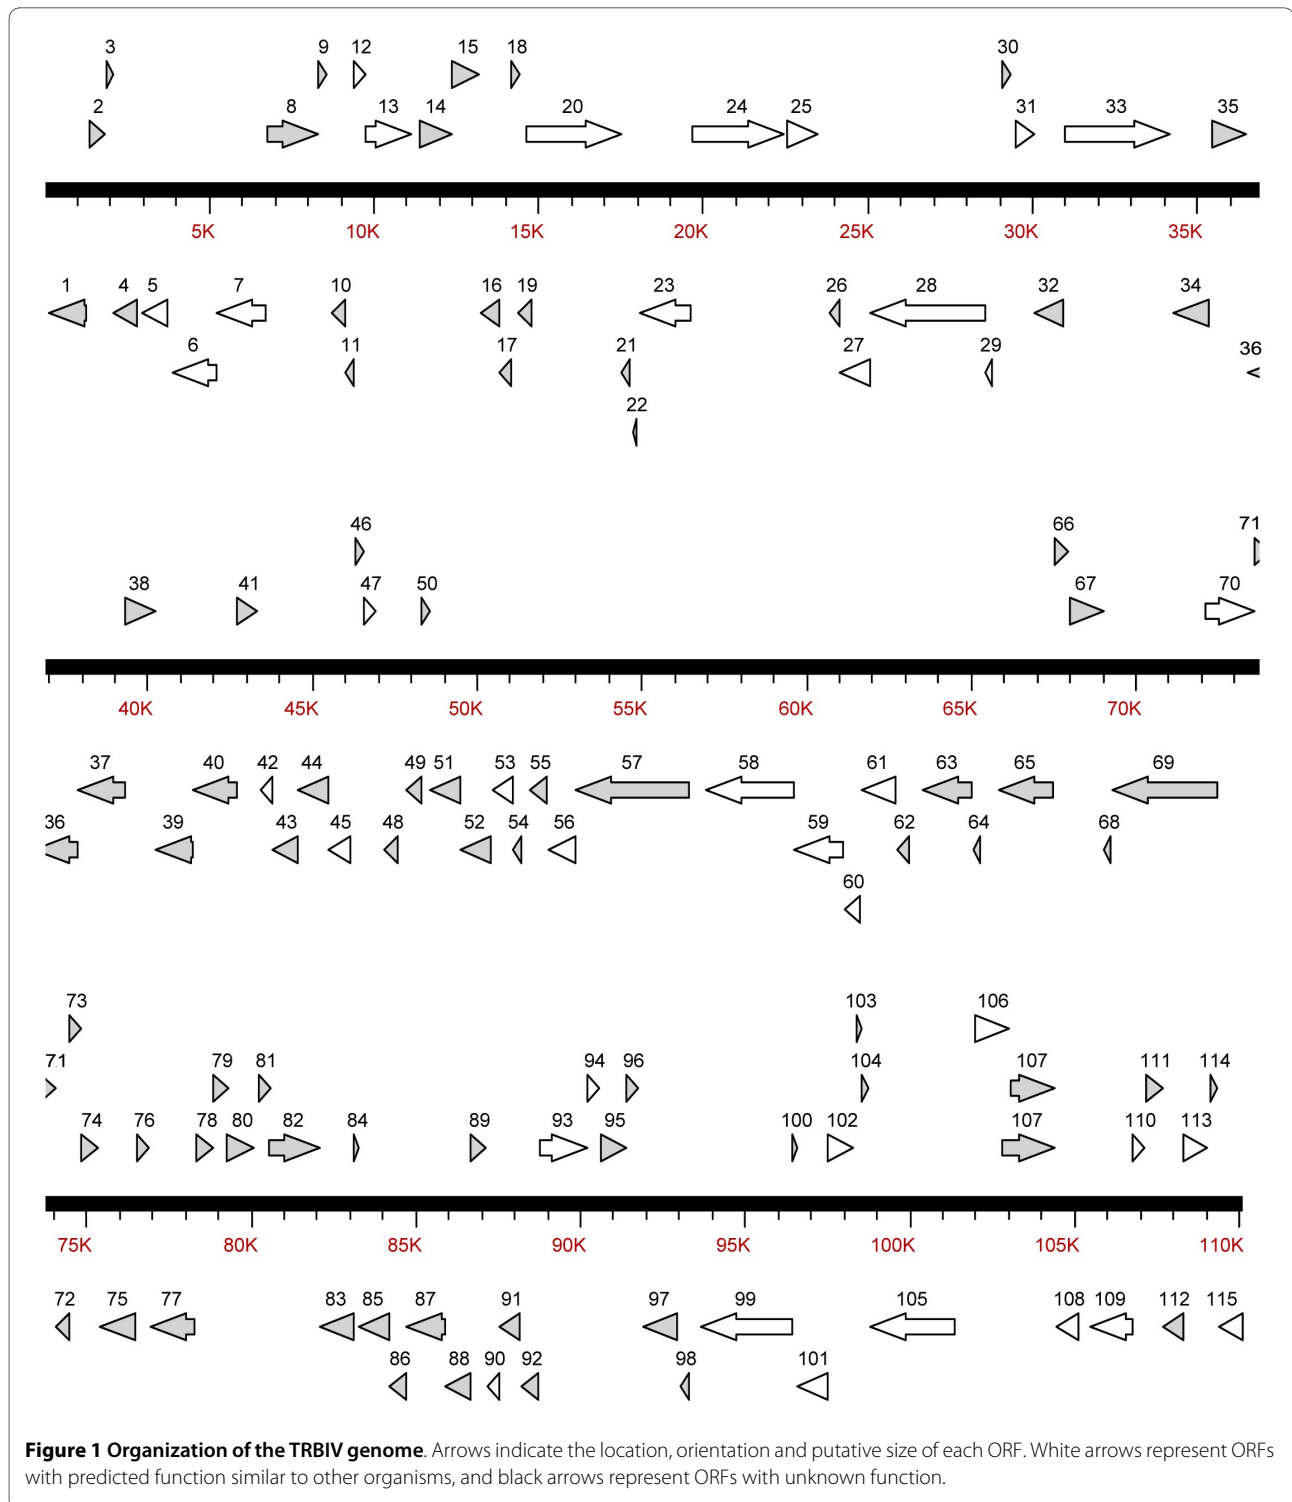 3 9 12 15 18 30
2 8 13 14 20 24 25 31 33 35
5K 10K 15K 20K 25K 30K 35K
1 4 5 7 10 16 19 23 26 28 32 34
6 11 17 21 27 29 36
22
46 66 71
38 41 47 50 67 70
40K 45K 50K 55K 60K 65K 70K
37 40 42 44 49 51 53 55 57 58 61 63 65 69
36 39 43 45 48 52 54 56 59 62 64 68
60
73 103 106
71 79 81 94 96 104 107 111 114
74 76 78 80 82 84 89 93 95 100 102 107 110 113
75K 80K 85K 90K 95K 100K 105K 110K
72 75 77 83 85 87 91 97 99 105 108 109 112 115
86 88 90 92 98 101
Figure 1 Organization of the TRBIV genome. Arrows indicate the location, orientation and putative size of each ORF. White arrows represent ORFs
with predicted function similar to other organisms, and black arrows represent ORFs with unknown function.